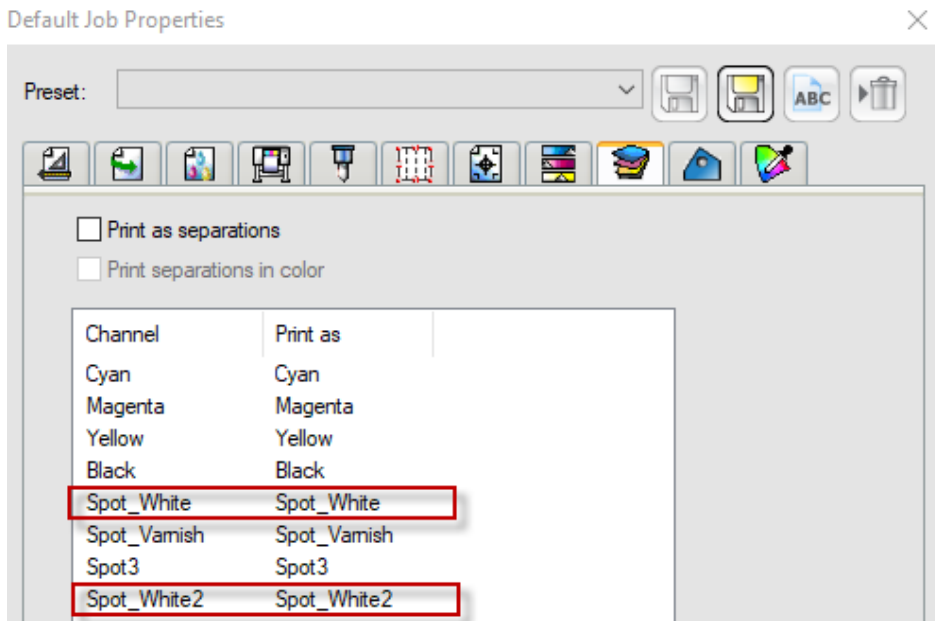 Default Job Properties
Preset:
ABC
Print as separations
Print separations in color
Channel Print as
Cyan Cyan
Magenta Magenta
Yellow Yellow
Black Black
Spot_White Spot_White
Spot_Varnish Spot_Varnish
Spot3 Spot3
Spot_White2 Spot_White2